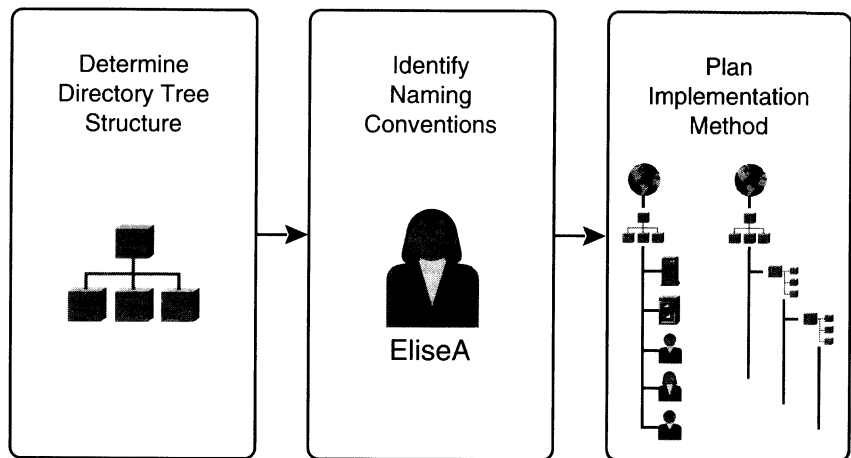 Determine
Directory Tree
Structure
Identify
Naming
Conventions
EliseA
Plan
Implementation
Method